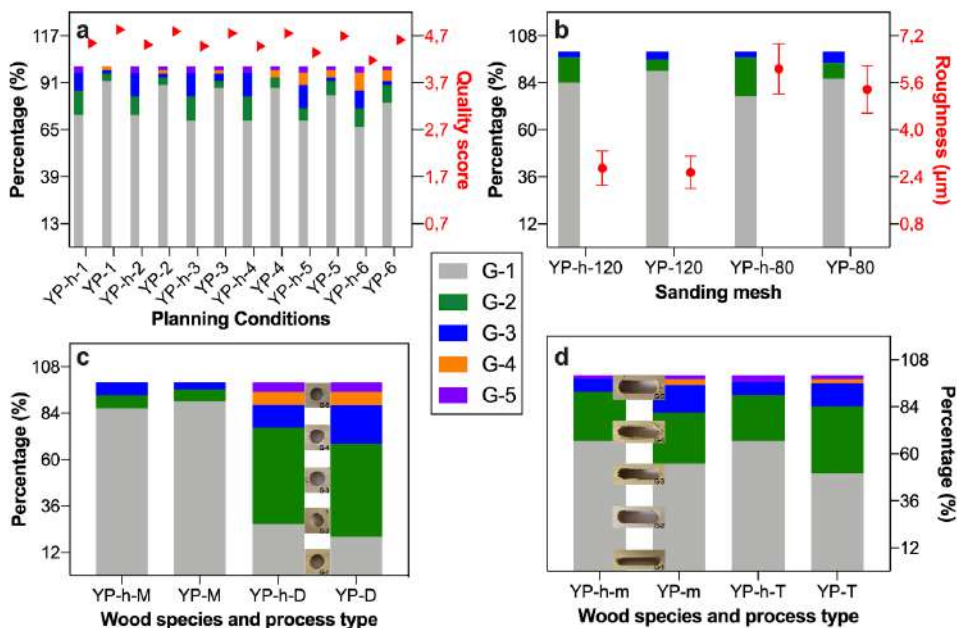 a
117
91
65
39
13
Percentage (%)
4,7
3,7
2,7
1,7
0,7
Quality score
YP-h-1
YP-1
YP-h-2
YP-2
YP-h-3
YP-3
YP-h-4
YP-4
YP-h-5
YP-5
YP-h-6
YP-6
Planning Conditions
b
108
84
60
36
12
Percentage (%)
7,2
5,6
4,0
2,4
0,8
Roughness (µm)
YP-h-120
YP-120
YP-h-80
YP-80
Sanding mesh
G-1
G-2
G-3
G-4
G-5
c
108
84
60
36
12
Percentage (%)
YP-h-M
YP-M
YP-h-D
YP-D
Wood species and process type
d
108
84
60
36
12
Percentage (%)
YP-h-m
YP-m
YP-h-T
YP-T
Wood species and process type